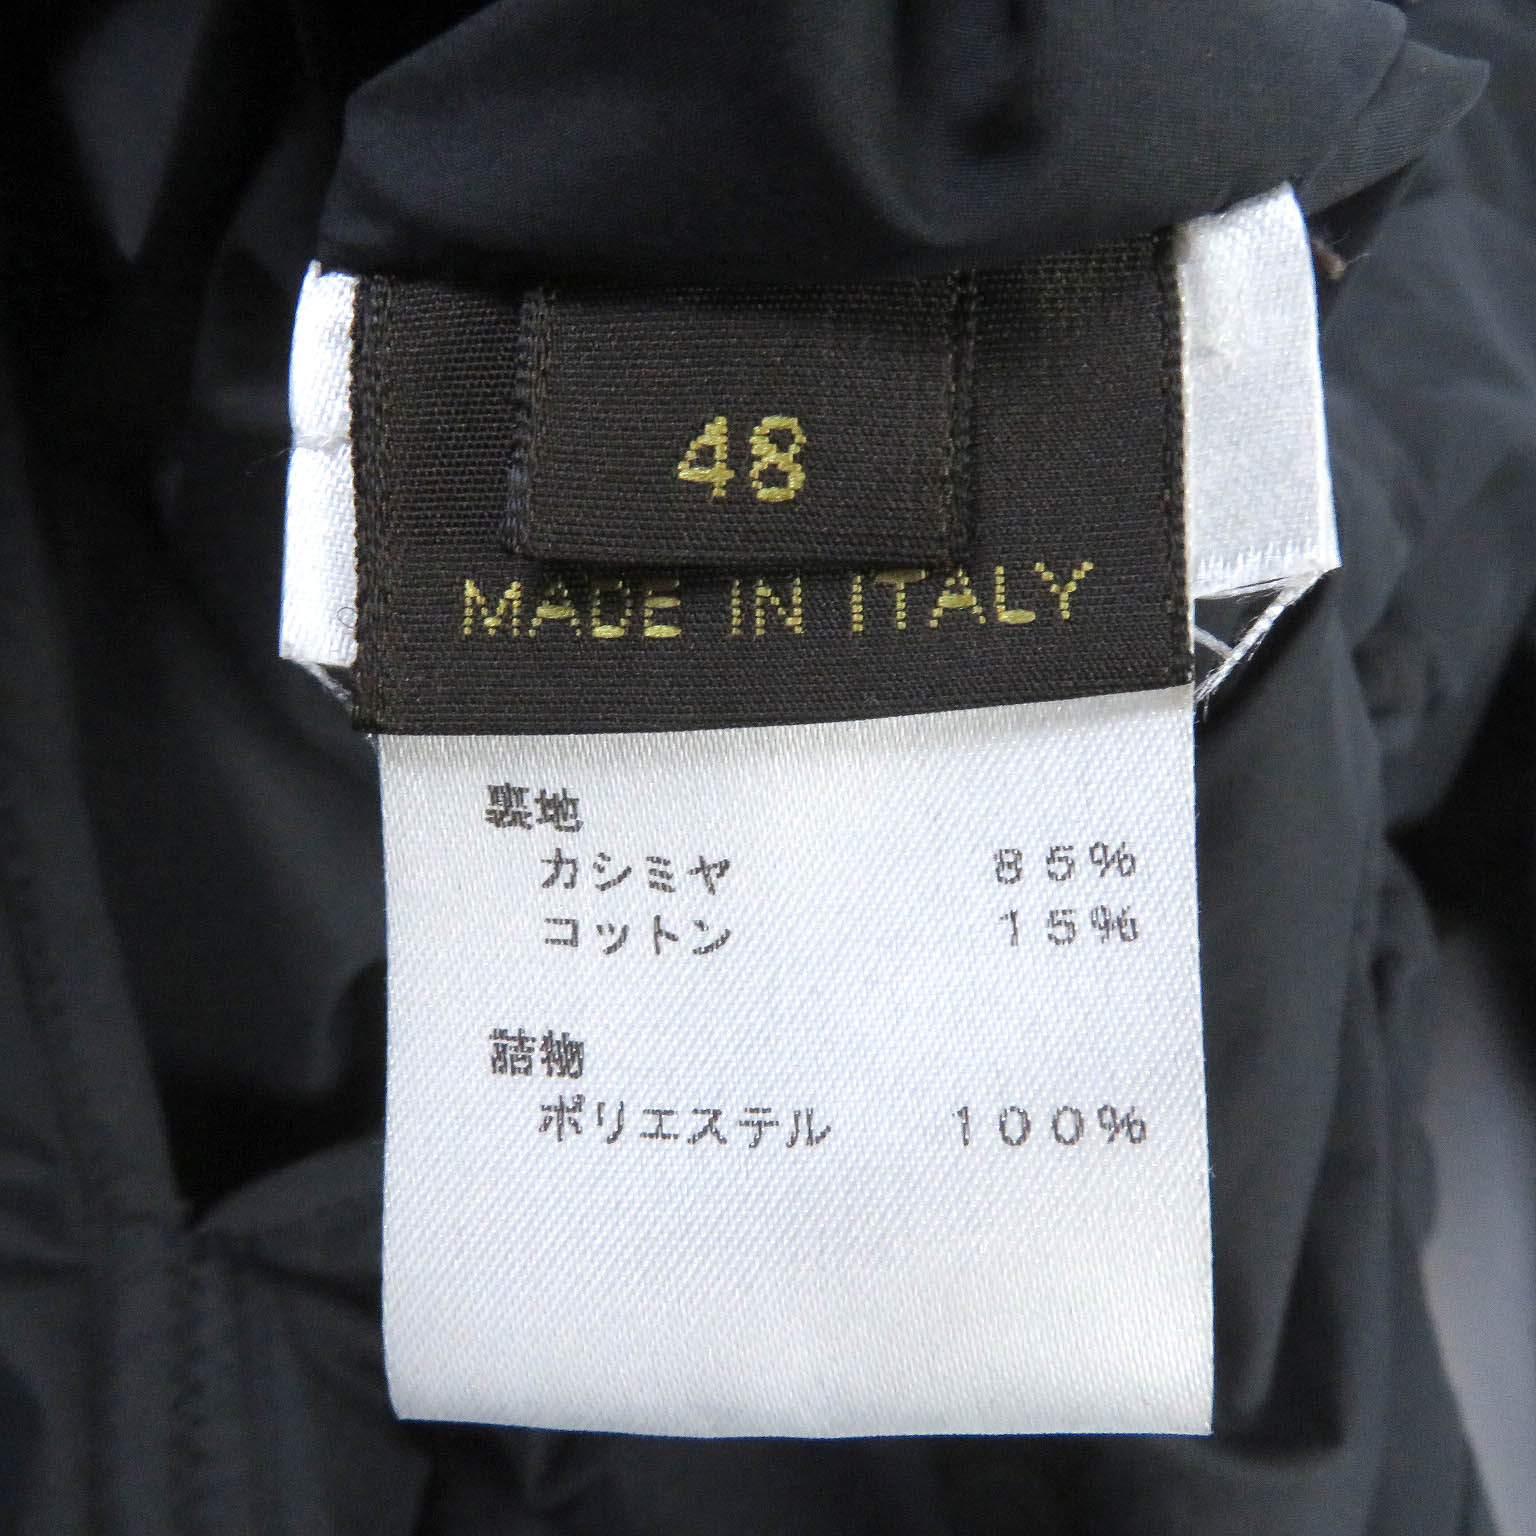 48
MADE IN ITALY
裏地
カシミヤ 85%
コットン 15%
詰物
ポリエステル 100%